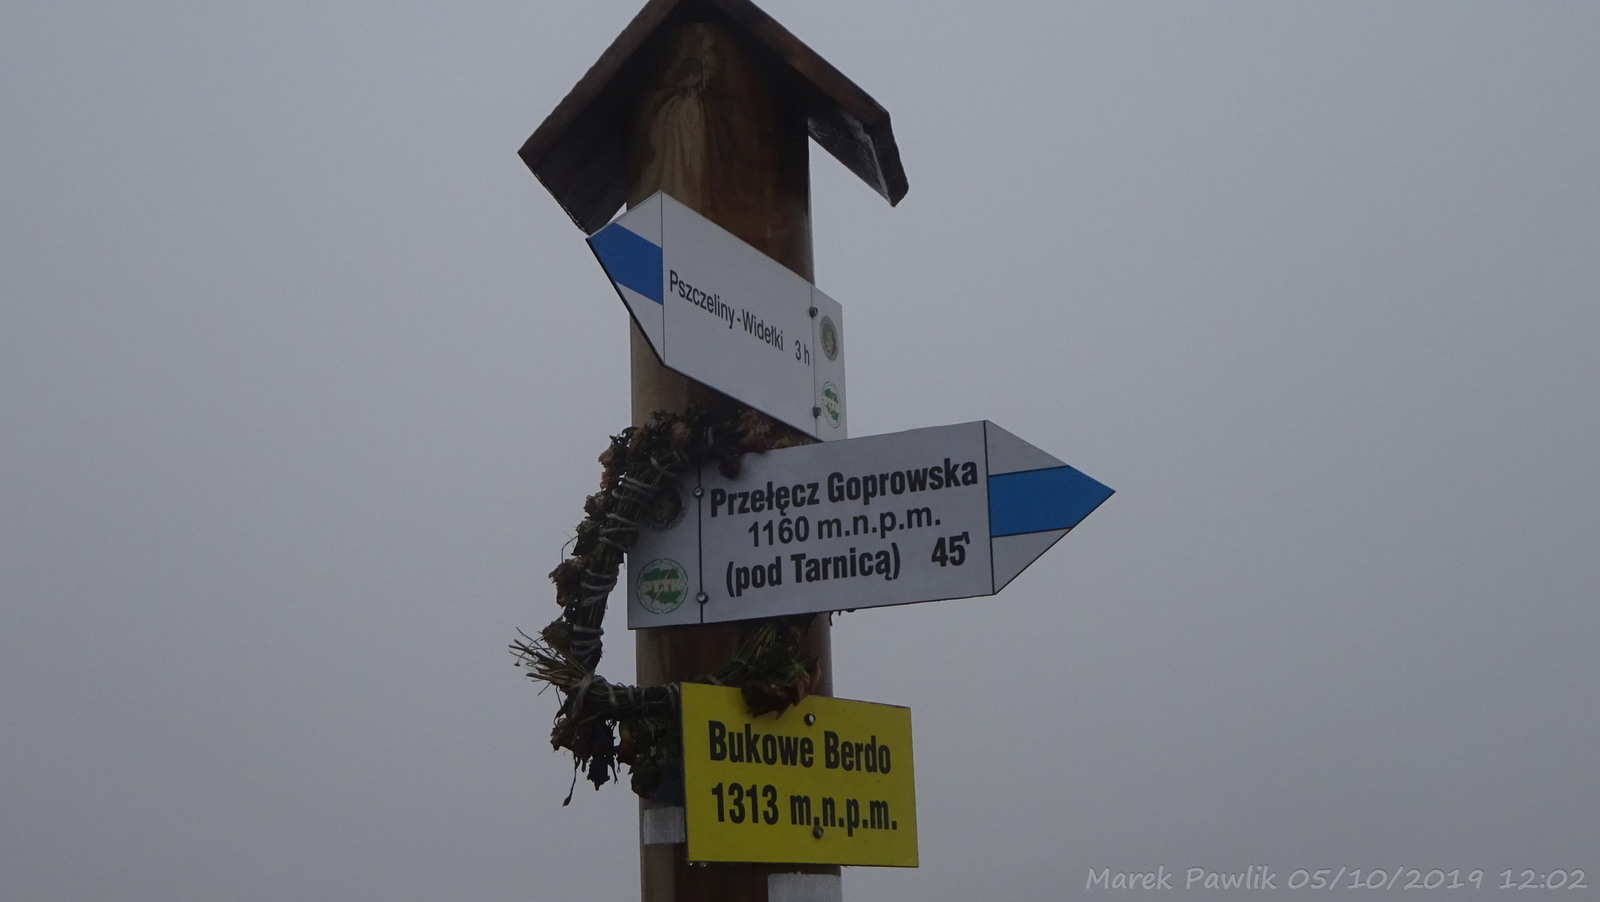 Pszczeliny-Widełki 3 h
Przełęcz Goprowska
1160 m.n.p.m.
(pod Tarnicą) 45'
PTTK
Bukowe Berdo
1313 m.n.p.m.
Marek Pawlik 05/10/2019 12:02